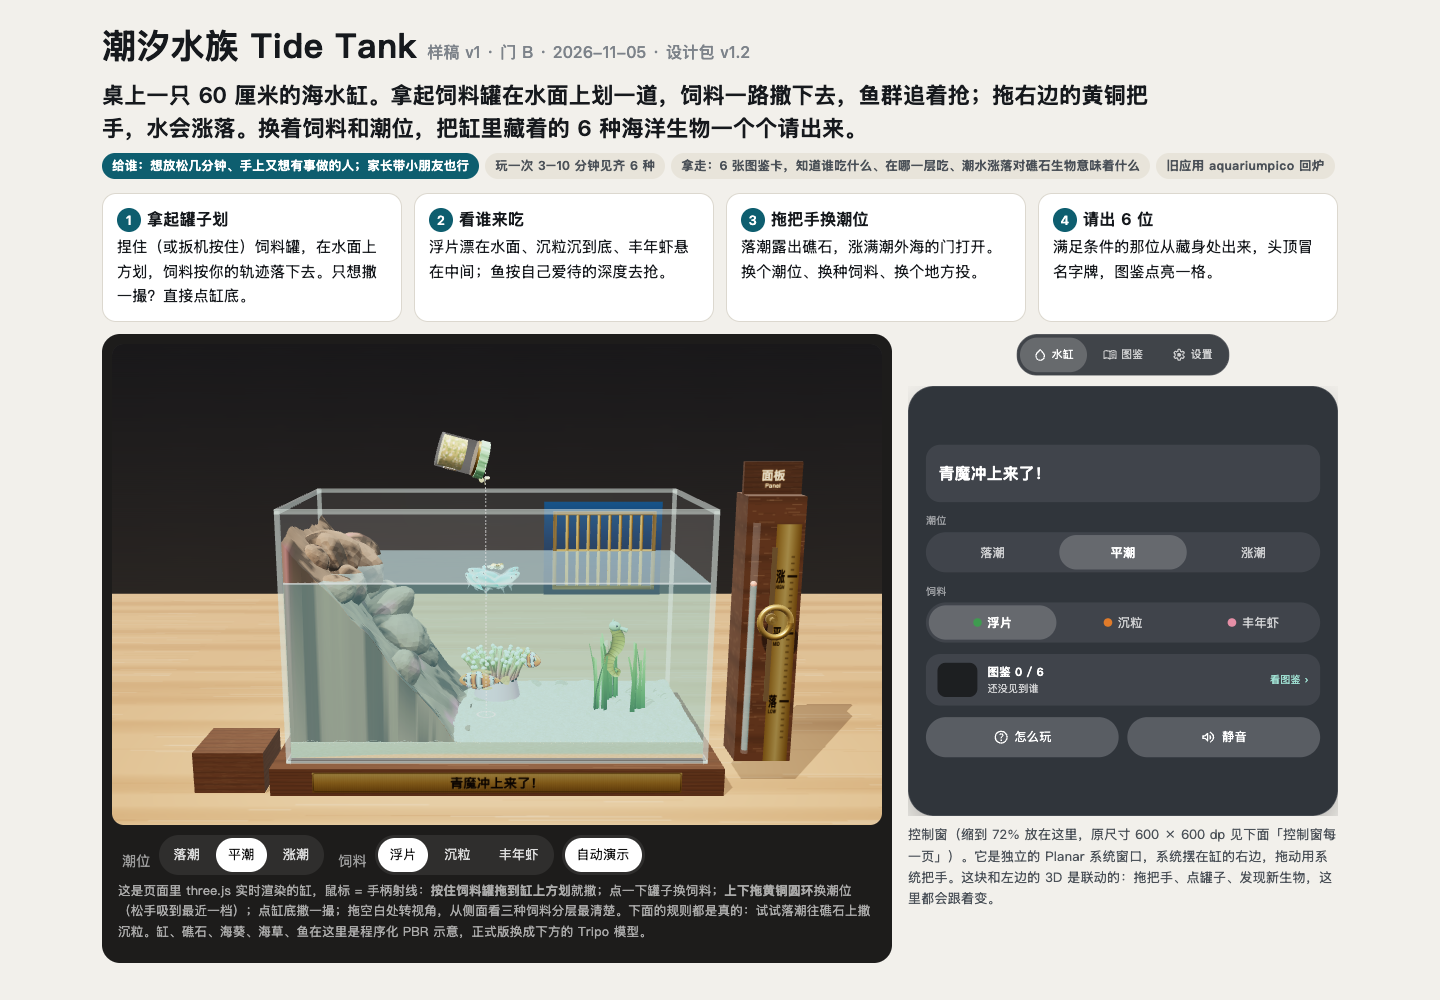 潮汐水族 Tide Tank 样稿 v1 · 门 B · 2026-11-05 · 设计包 v1.2
桌上一只 60 厘米的海水缸。拿起饲料罐在水面上划一道，饲料一路撒下去，鱼群追着抢；拖右边的黄铜把
手，水会涨落。换着饲料和潮位，把缸里藏着的 6 种海洋生物一个个请出来。
给谁：想放松几分钟、手上又想有事做的人；家长带小朋友也行
玩一次 3–10 分钟见齐 6 种
拿走：6 张图鉴卡，知道谁吃什么、在哪一层吃、潮水涨落对礁石生物意味着什么
旧应用 aquariumpico 回炉
1 拿起罐子划
捏住（或扳机按住）饲料罐，在水面上
方划，饲料按你的轨迹落下去。只想撒
一撮？直接点缸底。
2 看谁来吃
浮片漂在水面、沉粒沉到底、丰年虾悬
在中间；鱼按自己爱待的深度去抢。
3 拖把手换潮位
落潮露出礁石，涨满潮外海的门打开。
换个潮位、换种饲料、换个地方投。
4 请出 6 位
满足条件的那位从藏身处出来，头顶冒
名字牌，图鉴点亮一格。
面板
Panel
涨
平
落
LOW
青魔冲上来了！
潮位
落潮
平潮
涨潮
饲料
浮片
沉粒
丰年虾
自动演示
这是页面里 three.js 实时渲染的缸，鼠标 = 手柄射线：按住饲料罐拖到缸上方划就撒；点一下罐子换饲料；上下拖黄铜圆环换潮位
（松手吸到最近一档）；点缸底撒一撮；拖空白处转视角，从侧面看三种饲料分层最清楚。下面的规则都是真的：试试落潮往礁石上撒
沉粒。缸、礁石、海葵、海草、鱼在这里是程序化 PBR 示意，正式版换成下方的 Tripo 模型。
水缸
图鉴
设置
青魔冲上来了！
潮位
落潮
平潮
涨潮
饲料
浮片
沉粒
丰年虾
图鉴 0 / 6
还没见到谁
看图鉴 ›
怎么玩
静音
控制窗（缩到 72% 放在这里，原尺寸 600 × 600 dp 见下面「控制窗每
一页」）。它是独立的 Planar 系统窗口，系统摆在缸的右边，拖动用系
统把手。这块和左边的 3D 是联动的：拖把手、点罐子、发现新生物，这
里都会跟着变。